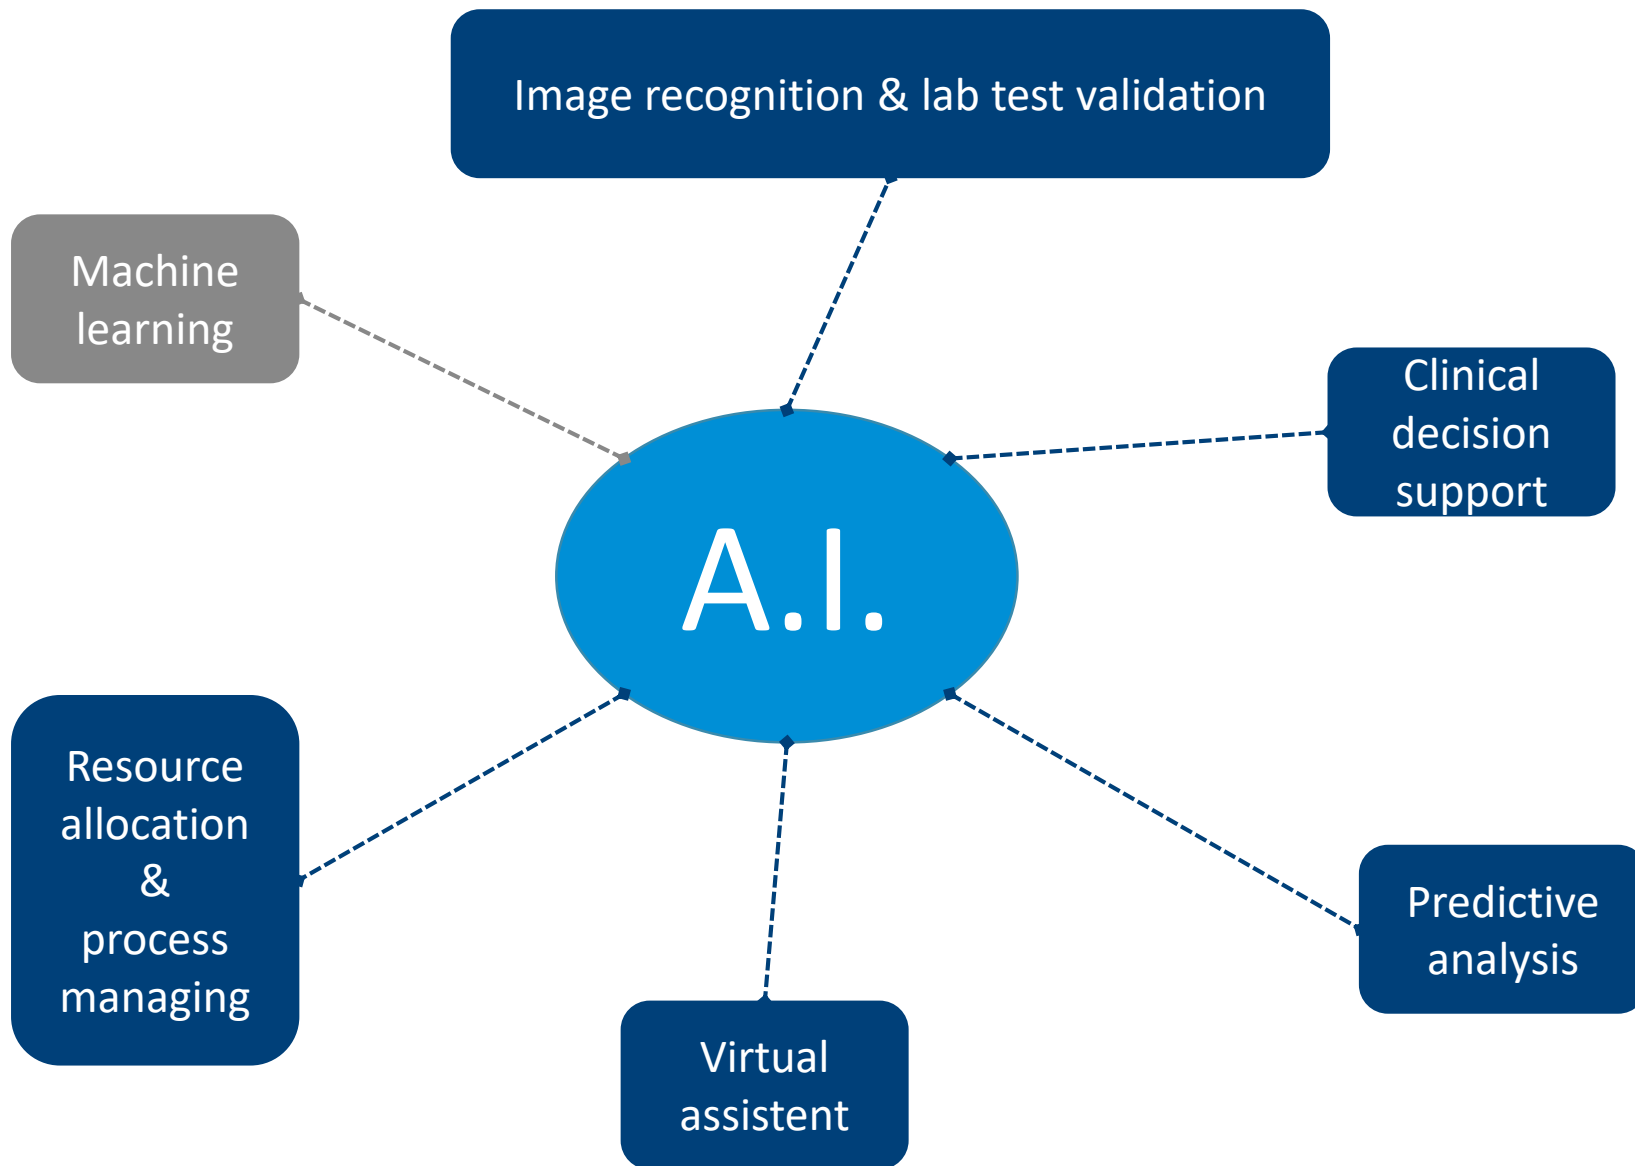 Image recognition & lab test validation
Machine
learning
Clinical
decision
support
A.I.
Resource
allocation
&
process
managing
Predictive
analysis
Virtual
assistent